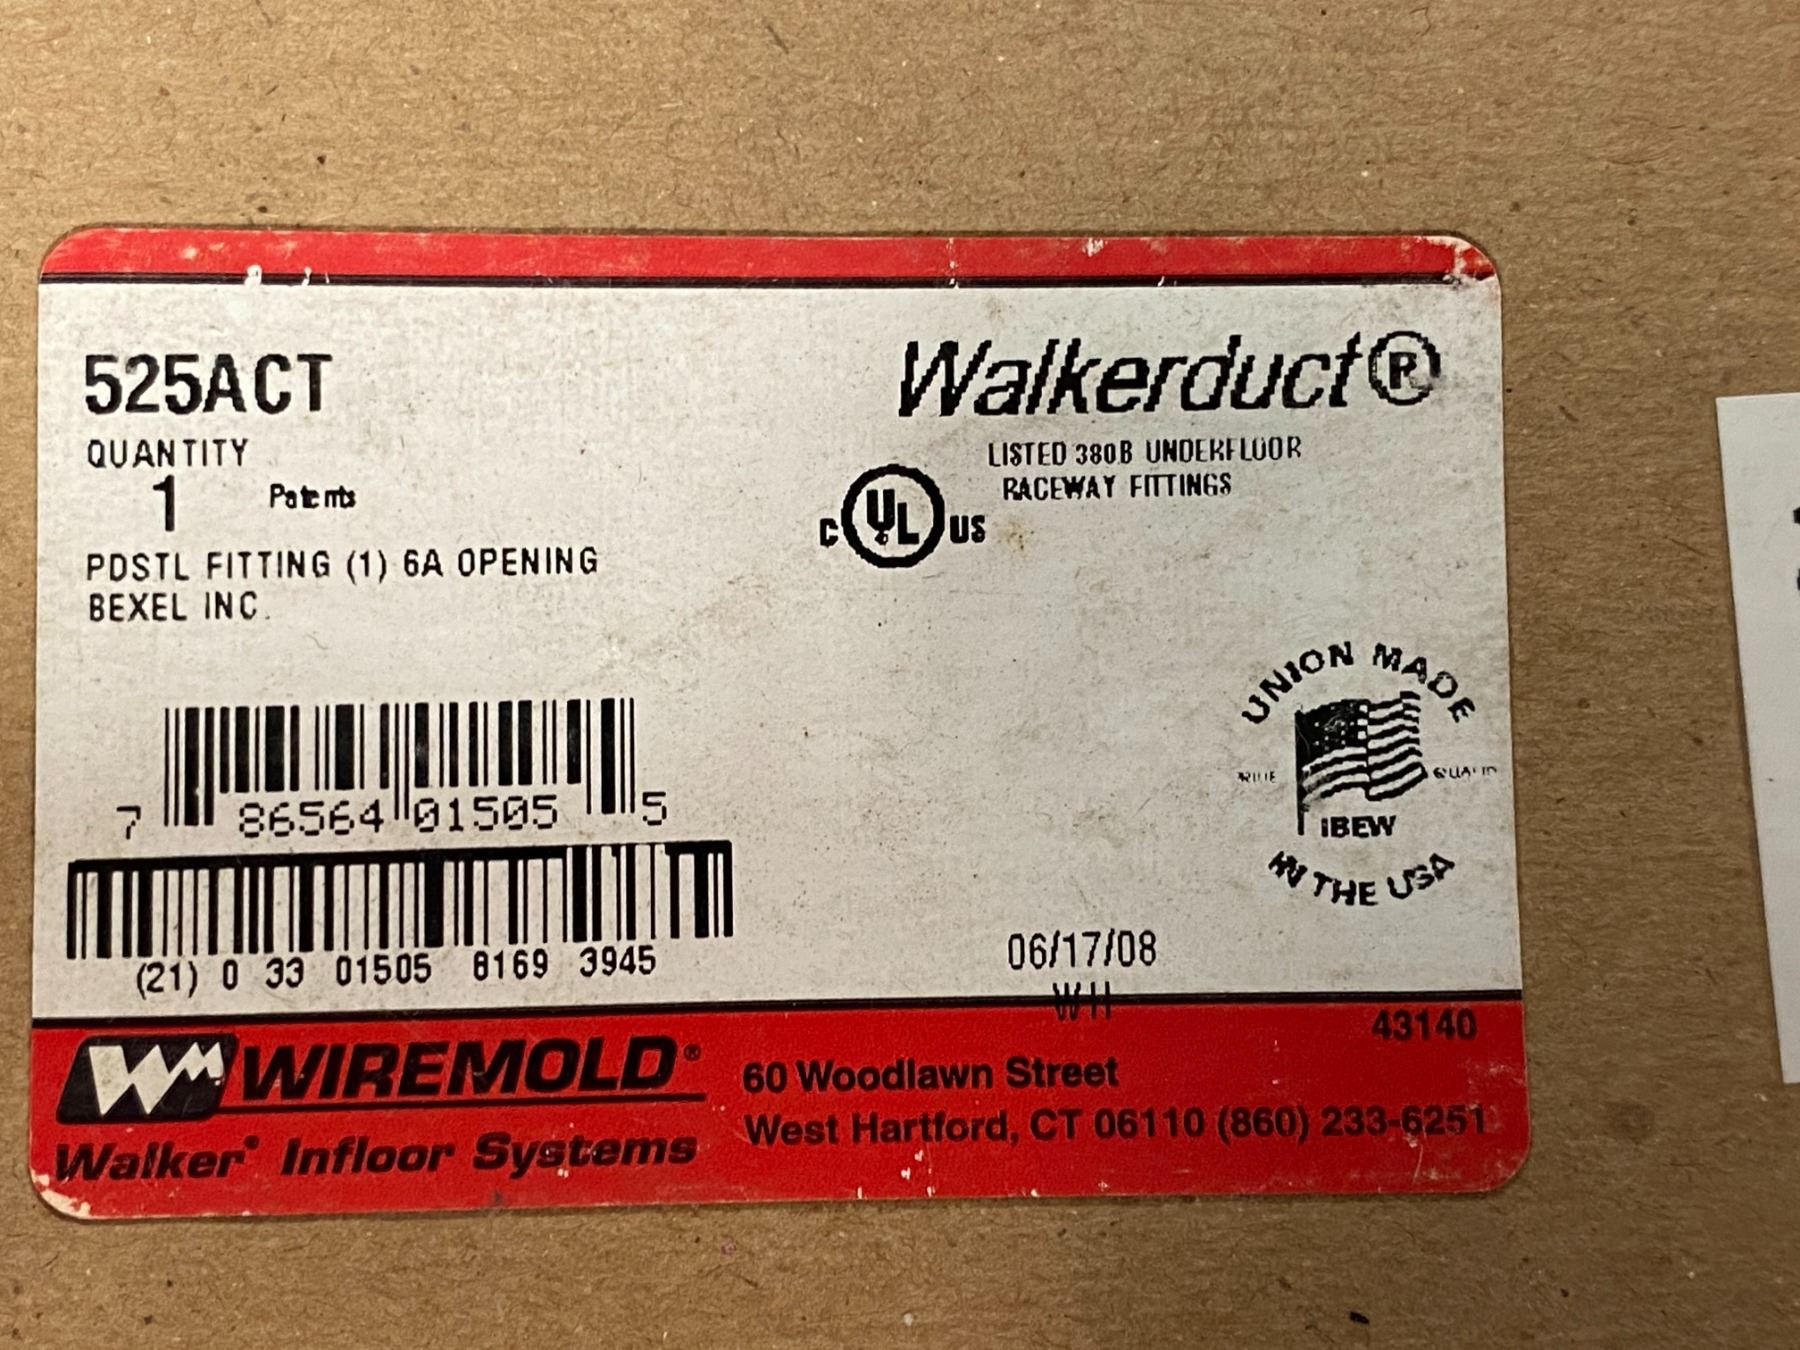 525ACT
QUANTITY
1 Patents
PDSTL FITTING (1) 6A OPENING
BEXEL INC.
Walkerduct®
LISTED 380B UNDERFLOOR
RACEWAY FITTINGS
C UL US
7 86564 01505 5
(21) 0 33 01505 8169 3945
UNION MADE
IBEW
IN THE USA
06/17/08
WH
43140
WM WIREMOLD®
Walker® Infloor Systems
60 Woodlawn Street
West Hartford, CT 06110 (860) 233-6251